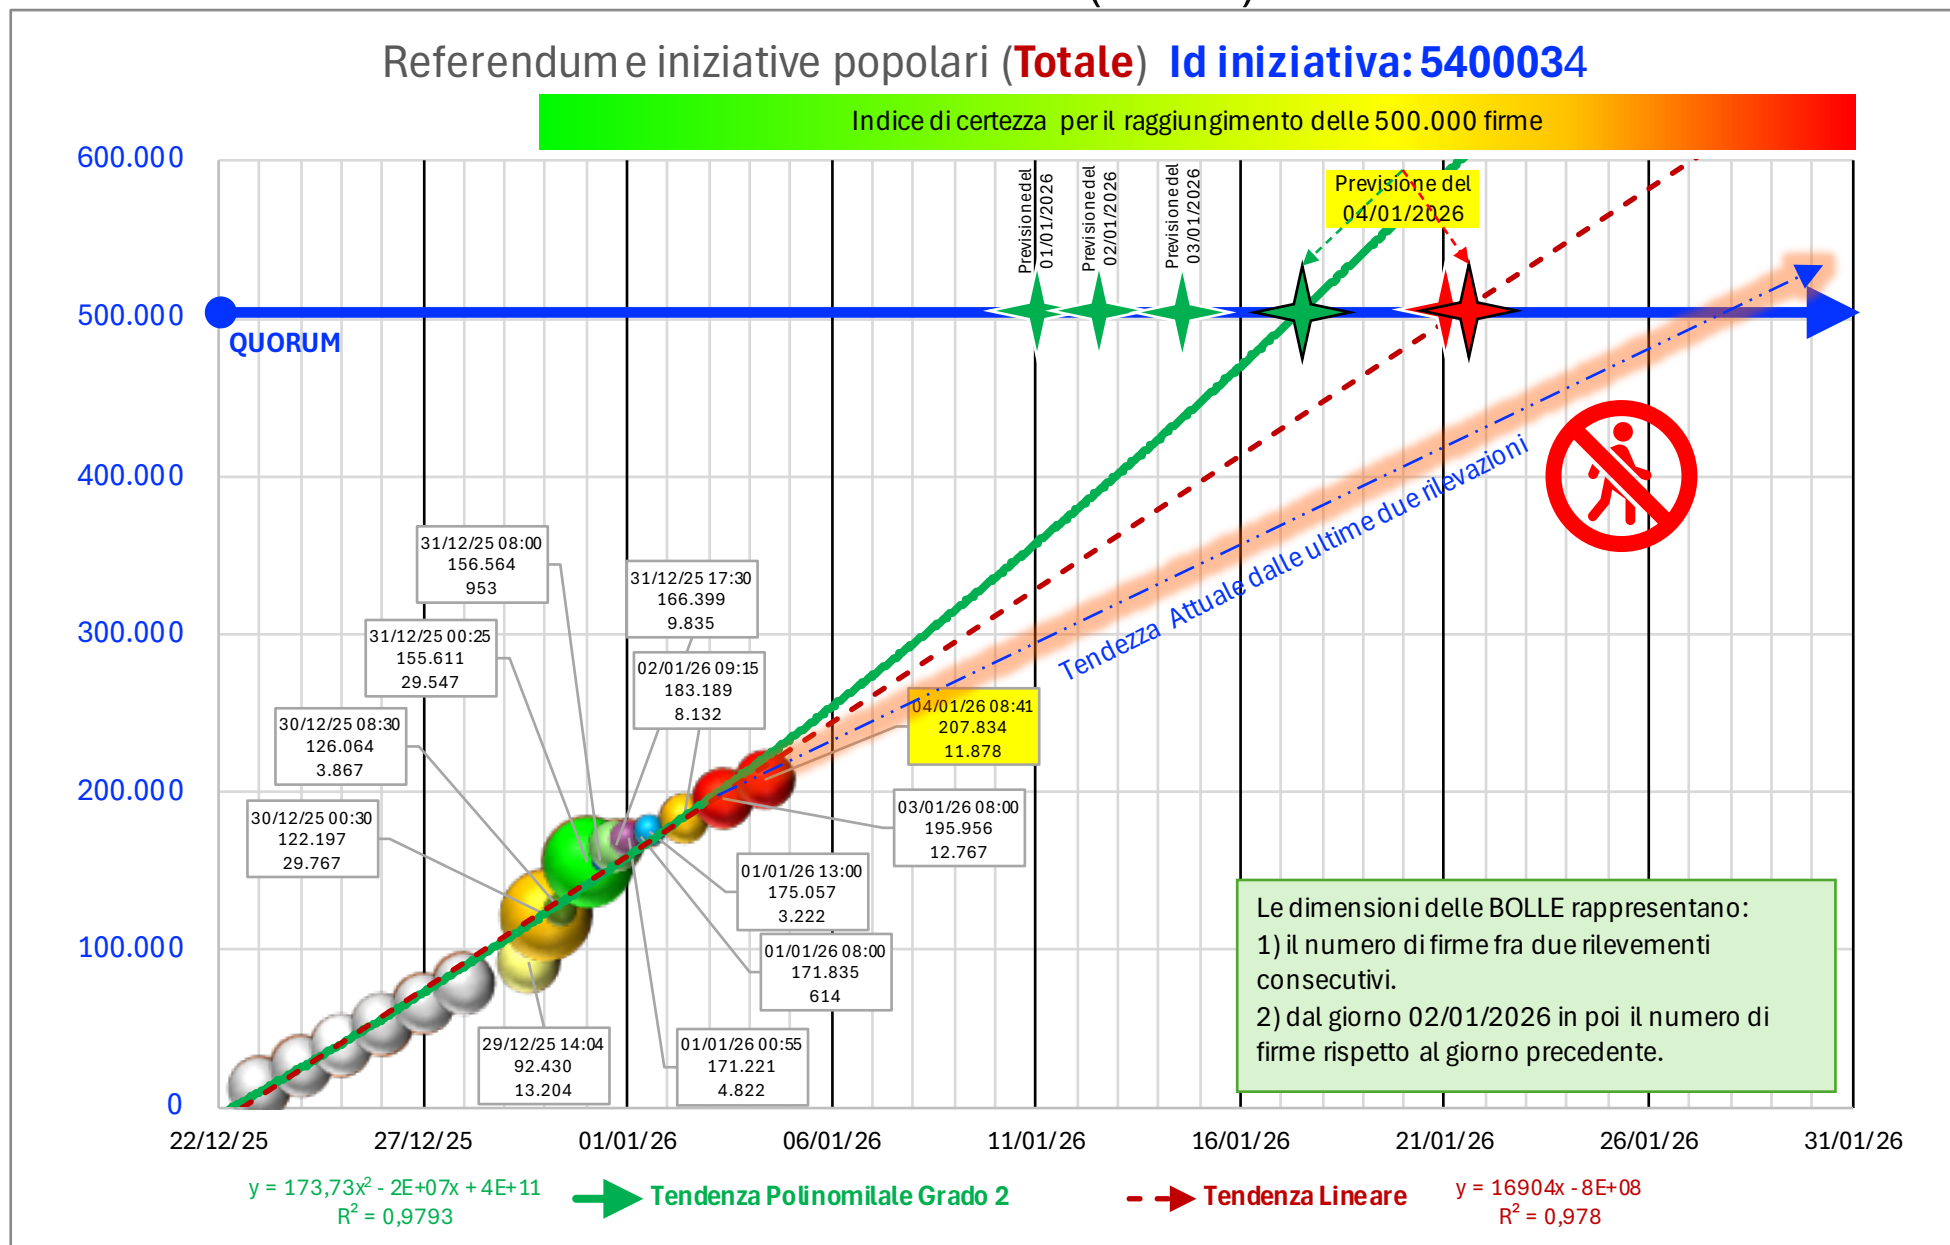 Referendum e iniziative popolari (Totale)  Id iniziativa: 5400034
Indice di certezza  per il raggiungimento delle 500.000 firme
600.000
500.000
400.000
300.000
200.000
100.000
0
QUORUM
Previsione del
01/01/2026
Previsione del
02/01/2026
Previsione del
03/01/2026
Previsione del
04/01/2026
Tendezza  Attuale dalle ultime due rilevazioni
31/12/25 08:00
156.564
953
31/12/25 17:30
166.399
9.835
31/12/25 00:25
155.611
29.547
02/01/26 09:15
183.189
8.132
30/12/25 08:30
126.064
3.867
04/01/26 08:41
207.834
11.878
30/12/25 00:30
122.197
29.767
03/01/26 08:00
195.956
12.767
01/01/26 13:00
175.057
3.222
01/01/26 08:00
171.835
614
29/12/25 14:04
92.430
13.204
01/01/26 00:55
171.221
4.822
Le dimensioni delle BOLLE rappresentano:
1) il numero di firme fra due rilevementi
consecutivi.
2) dal giorno 02/01/2026 in poi il numero di
firme rispetto al giorno precedente.
22/12/25
27/12/25
01/01/26
06/01/26
11/01/26
16/01/26
21/01/26
26/01/26
31/01/26
y = 173,73x² - 2E+07x + 4E+11
R² = 0,9793
Tendenza Polinomilale Grado 2
Tendenza Lineare
y = 16904x - 8E+08
R² = 0,978